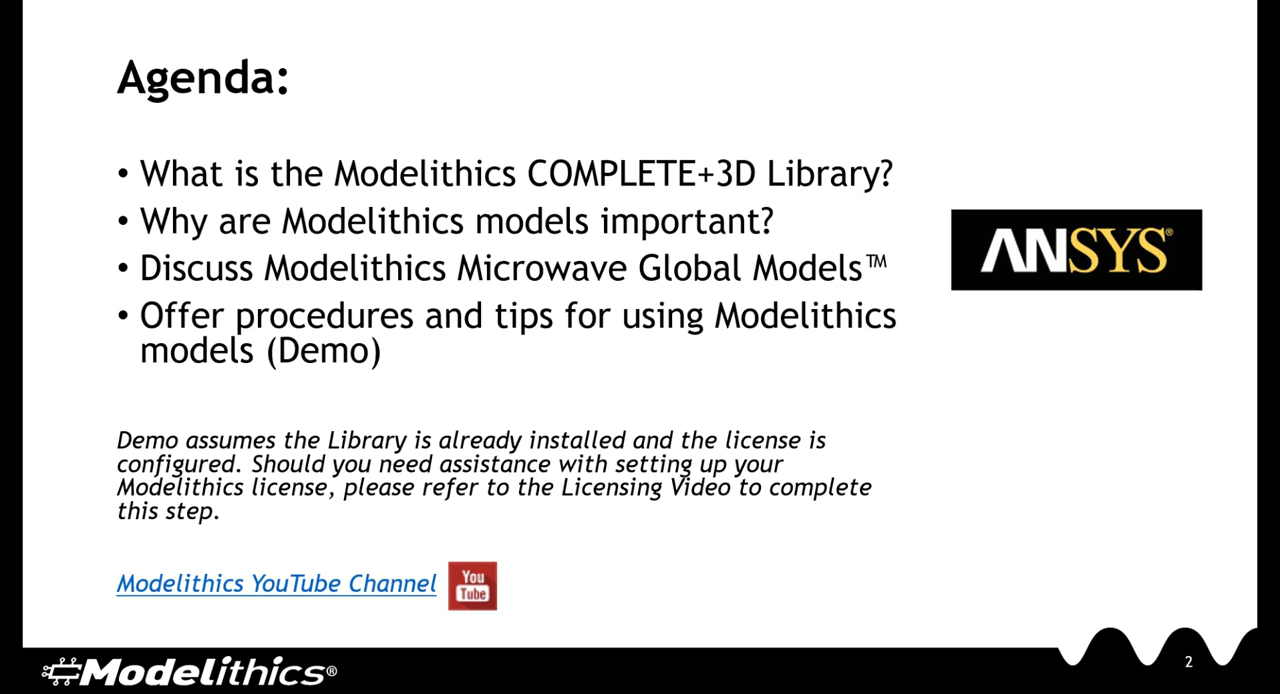 Agenda:
• What is the Modelithics COMPLETE+3D Library?
• Why are Modelithics models important?
• Discuss Modelithics Microwave Global Models™
• Offer procedures and tips for using Modelithics
models (Demo)
ANSYS®
Demo assumes the Library is already installed and the license is
configured. Should you need assistance with setting up your
Modelithics license, please refer to the Licensing Video to complete
this step.
Modelithics YouTube Channel
You
Tube
Modelithics®
2